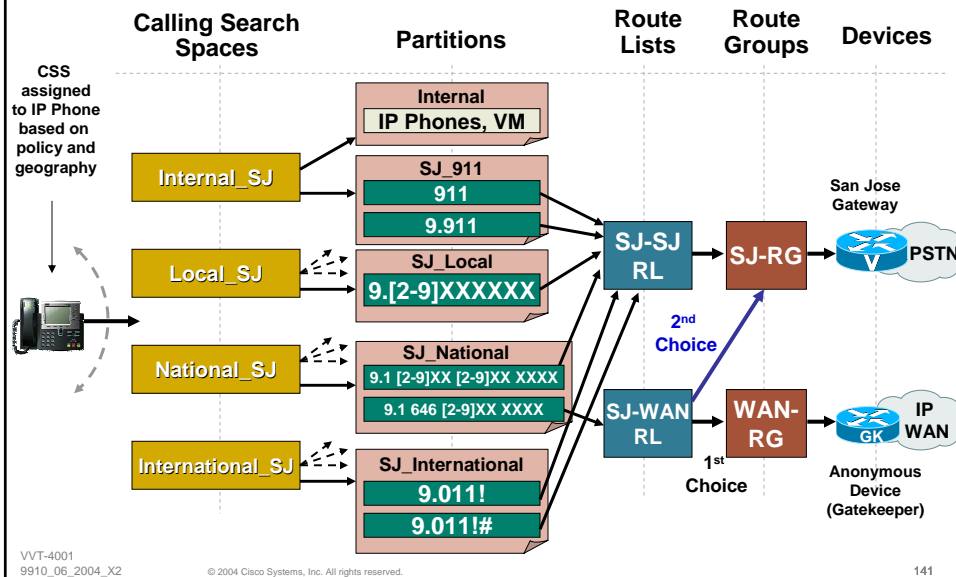 Calling Search
Spaces
Partitions
Route
Lists
Route
Groups
Devices
CSS
assigned
to IP Phone
based on
policy and
geography
Internal_SJ
Local_SJ
National_SJ
International_SJ
Internal
IP Phones, VM
SJ_911
911
9.911
SJ_Local
9.[2-9]XXXXXX
SJ_National
9.1 [2-9]XX [2-9]XX XXXX
9.1 646 [2-9]XX XXXX
SJ_International
9.011!
9.011!#
SJ-SJ
RL
SJ-RG
San Jose
Gateway
V
PSTN
2nd
Choice
SJ-WAN
RL
WAN-
RG
1st
Choice
GK
IP
WAN
Anonymous
Device
(Gatekeeper)
VVT-4001
9910_06_2004_X2
© 2004 Cisco Systems, Inc. All rights reserved.
141